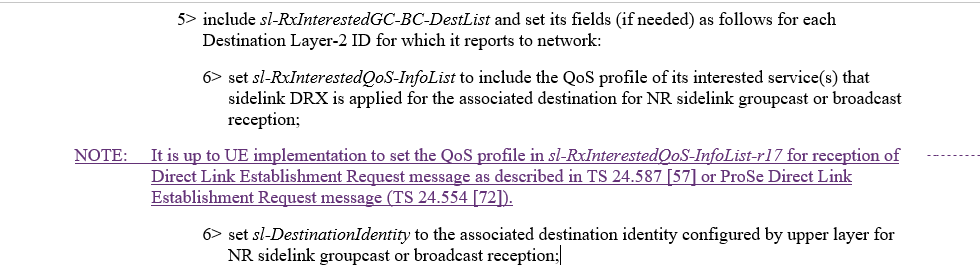 5> include sl-RxInterestedGC-BC-DestList and set its fields (if needed) as follows for each
Destination Layer-2 ID for which it reports to network:
6> set sl-RxInterestedQoS-InfoList to include the QoS profile of its interested service(s) that
sidelink DRX is applied for the associated destination for NR sidelink groupcast or broadcast
reception;
NOTE: It is up to UE implementation to set the QoS profile in sl-RxInterestedQoS-InfoList-r17 for reception of
Direct Link Establishment Request message as described in TS 24.587 [57] or ProSe Direct Link
Establishment Request message (TS 24.554 [72]).
6> set sl-DestinationIdentity to the associated destination identity configured by upper layer for
NR sidelink groupcast or broadcast reception;